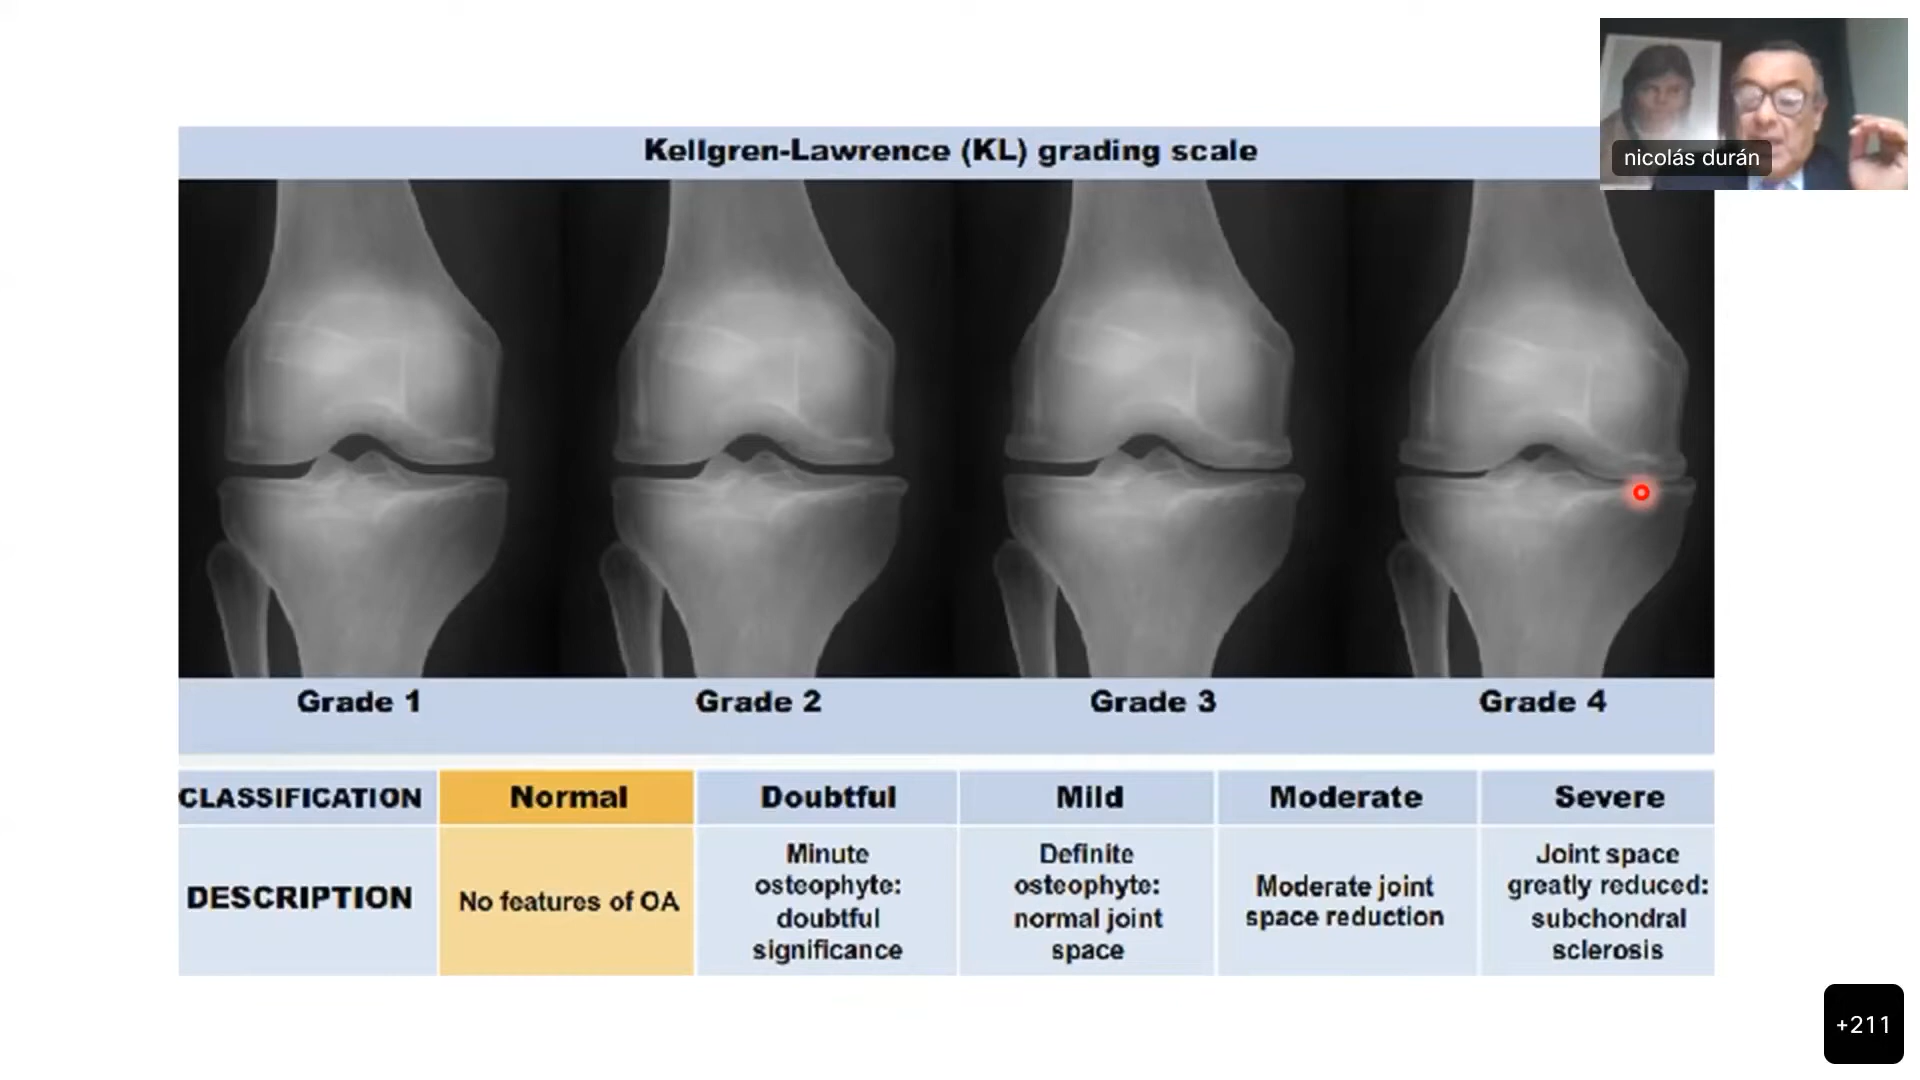 nicolás durán
Kellgren-Lawrence (KL) grading scale
Grade 1 Grade 2 Grade 3 Grade 4
CLASSIFICATION Normal Doubtful Mild Moderate Severe
DESCRIPTION
No features of OA
Minute
osteophyte:
doubtful
significance
Definite
osteophyte:
normal joint
space
Moderate joint
space reduction
Joint space
greatly reduced:
subchondral
sclerosis
+211